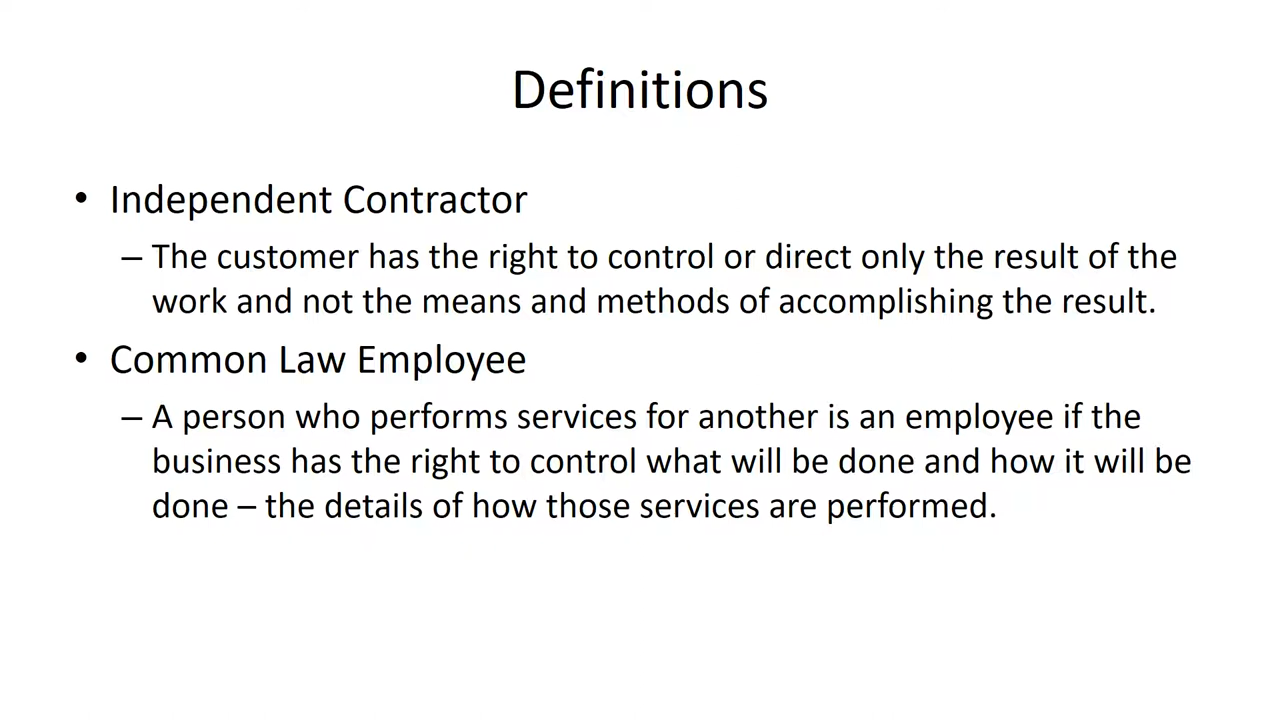 Definitions
• Independent Contractor
– The customer has the right to control or direct only the result of the
work and not the means and methods of accomplishing the result.
• Common Law Employee
– A person who performs services for another is an employee if the
business has the right to control what will be done and how it will be
done – the details of how those services are performed.